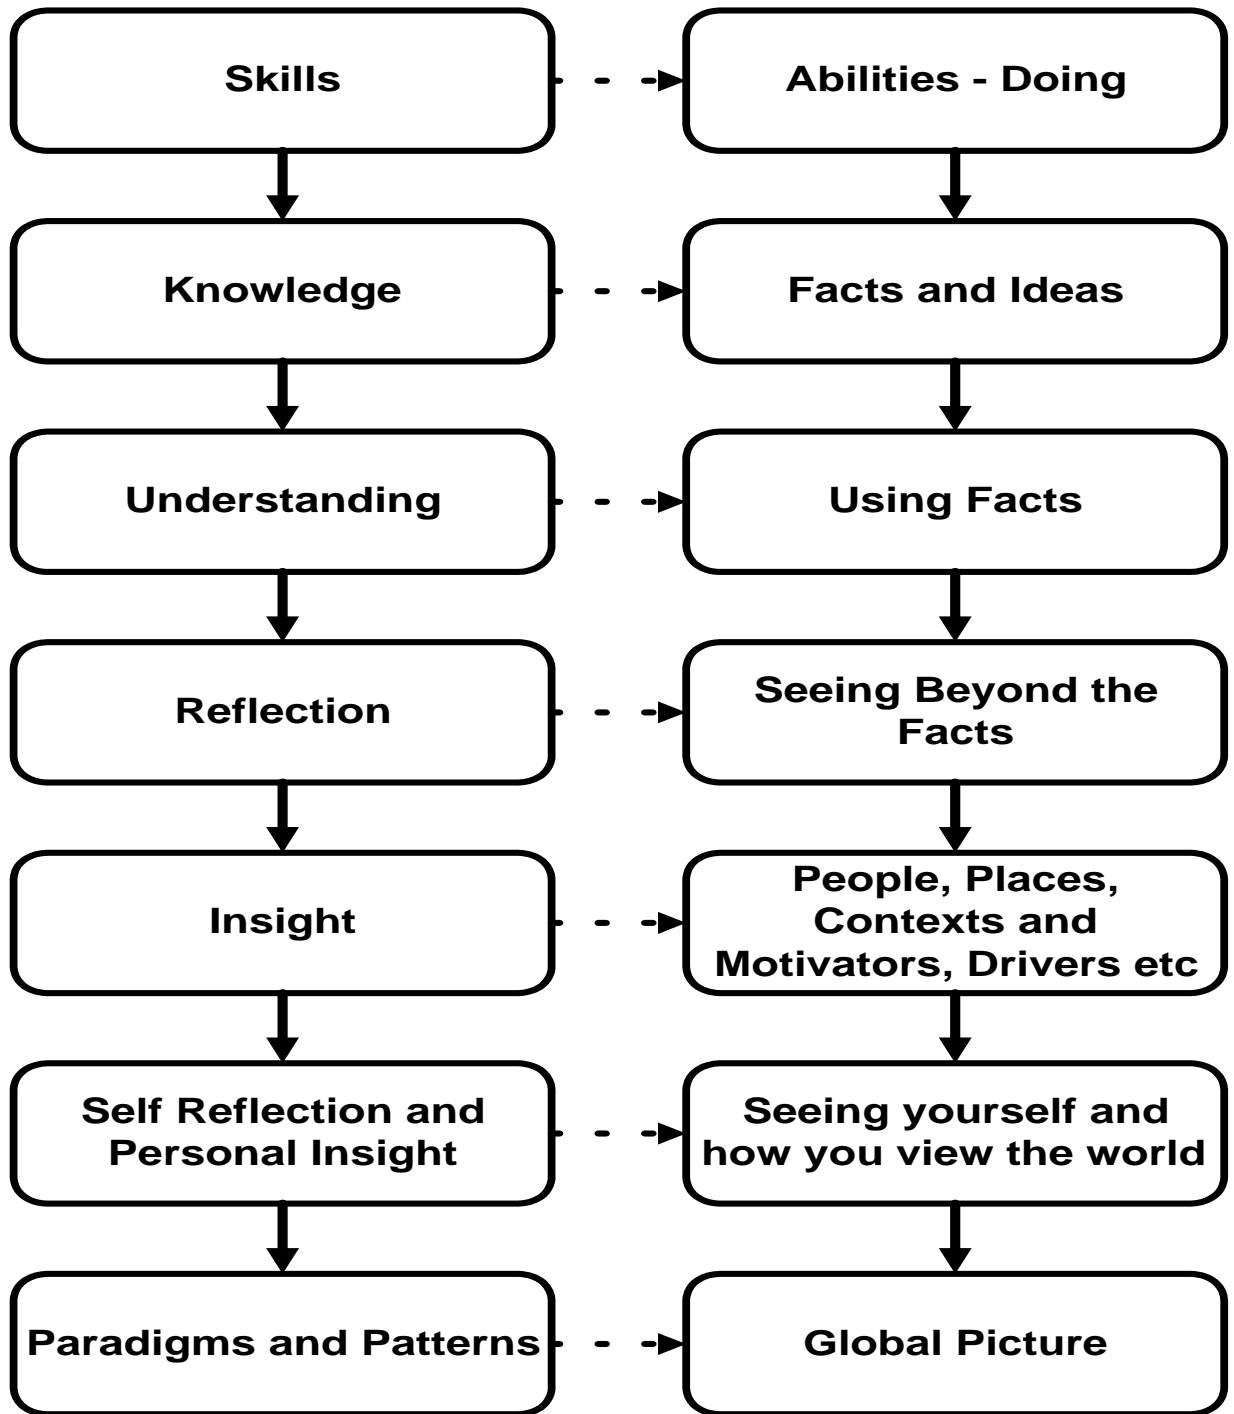 Skills
Abilities - Doing
Knowledge
Facts and Ideas
Understanding
Using Facts
Reflection
Seeing Beyond the
Facts
Insight
People, Places,
Contexts and
Motivators, Drivers etc
Self Reflection and
Personal Insight
Seeing yourself and
how you view the world
Paradigms and Patterns
Global Picture